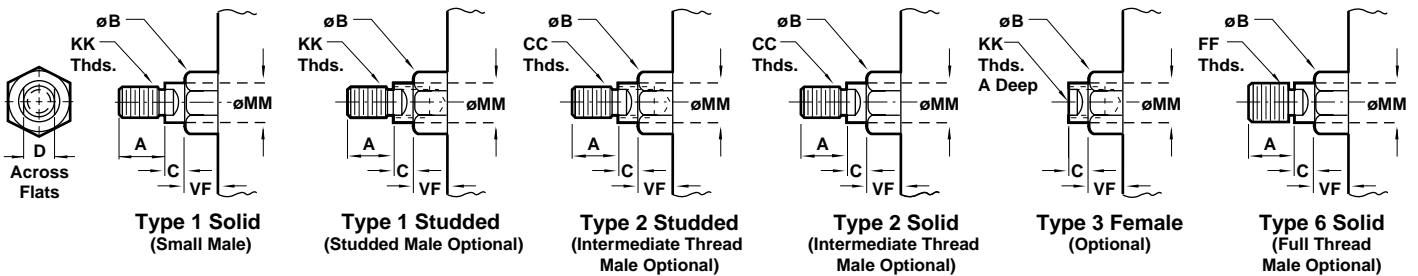 øB
KK
Thds.
øMM
A
C
VF
D
Across
Flats
Type 1 Solid
(Small Male)
øB
KK
Thds.
øMM
A
C
VF
Type 1 Studded
(Studded Male Optional)
øB
CC
Thds.
øMM
A
C
VF
Type 2 Studded
(Intermediate Thread
Male Optional)
øB
CC
Thds.
øMM
A
C
VF
Type 2 Solid
(Intermediate Thread
Male Optional)
øB
KK
Thds.
A Deep
øMM
C
VF
Type 3 Female
(Optional)
øB
FF
Thds.
øMM
A
C
VF
Type 6 Solid
(Full Thread
Male Optional)